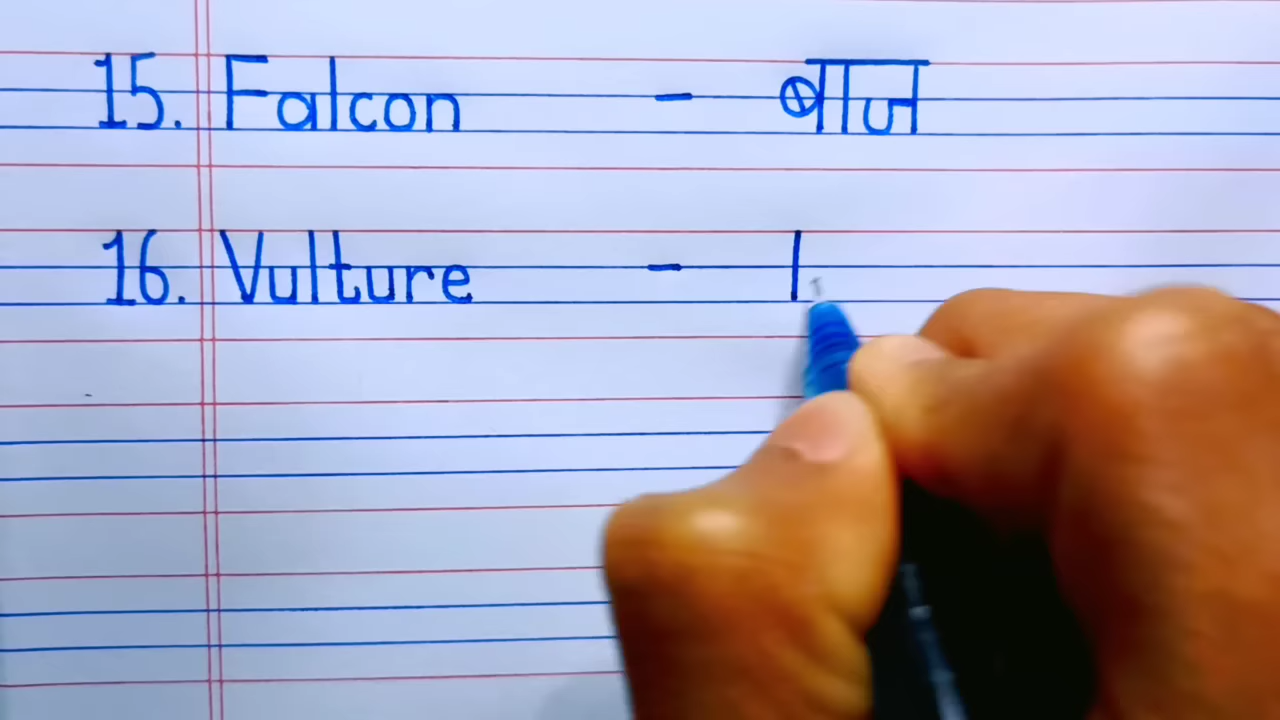 15. Falcon - बाज
16. Vulture -